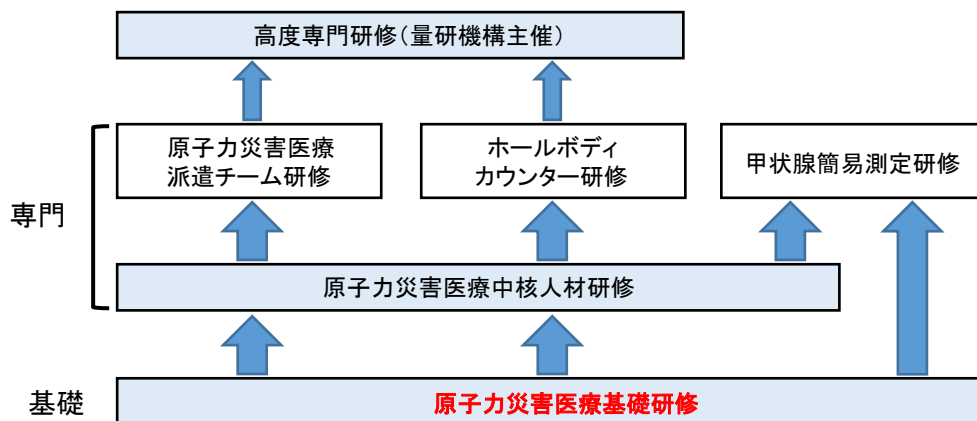 高度専門研修(量研機構主催)
原子力災害医療
派遣チーム研修
ホールボディ
カウンター研修
甲状腺簡易測定研修
専門
原子力災害医療中核人材研修
基礎
原子力災害医療基礎研修